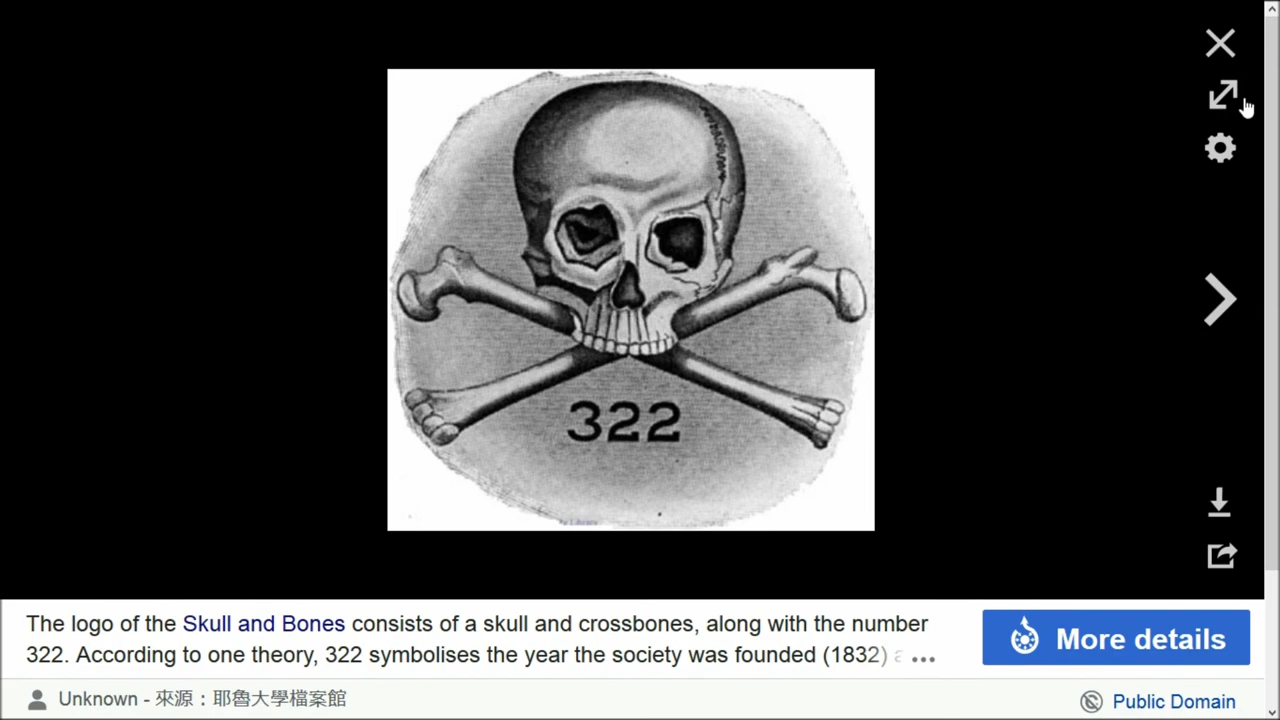 322
The logo of the Skull and Bones consists of a skull and crossbones, along with the number
322. According to one theory, 322 symbolises the year the society was founded (1832) ...
More details
Unknown - 來源：耶魯大學檔案館
Public Domain